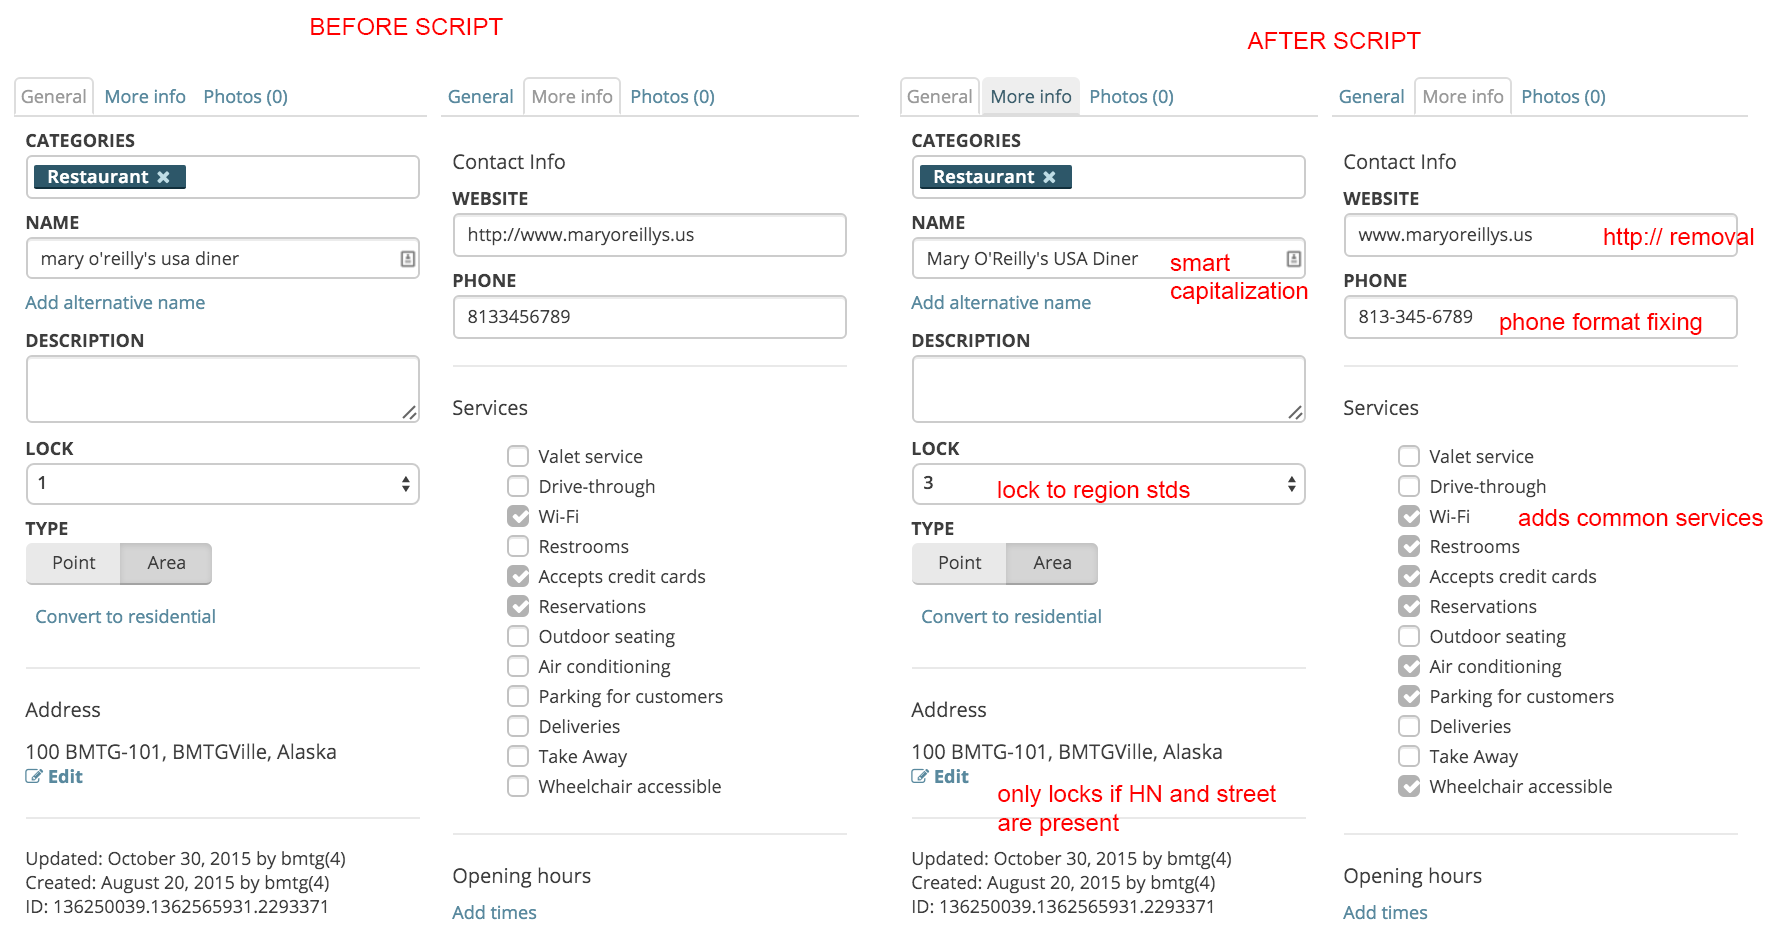 BEFORE SCRIPT
General More info Photos (0)
CATEGORIES
Restaurant ×
NAME
mary o'reilly's usa diner
Add alternative name
DESCRIPTION
LOCK
1
TYPE
Point Area
Convert to residential
Address
100 BMTG-101, BMTGVille, Alaska
Edit
Updated: October 30, 2015 by bmtg(4)
Created: August 20, 2015 by bmtg(4)
ID: 136250039.1362565931.2293371
General More info Photos (0)
Contact Info
WEBSITE
http://www.maryoreillys.us
PHONE
8133456789
Services
Valet service
Drive-through
Wi-Fi
Restrooms
Accepts credit cards
Reservations
Outdoor seating
Air conditioning
Parking for customers
Deliveries
Take Away
Wheelchair accessible
Opening hours
Add times
AFTER SCRIPT
General More info Photos (0)
CATEGORIES
Restaurant ×
NAME
Mary O'Reilly's USA Diner
smart
capitalization
Add alternative name
DESCRIPTION
LOCK
3
lock to region stds
TYPE
Point Area
Convert to residential
Address
100 BMTG-101, BMTGVille, Alaska
Edit
only locks if HN and street
are present
Updated: October 30, 2015 by bmtg(4)
Created: August 20, 2015 by bmtg(4)
ID: 136250039.1362565931.2293371
General More info Photos (0)
Contact Info
WEBSITE
www.maryoreillys.us
http:// removal
PHONE
813-345-6789
phone format fixing
Services
Valet service
Drive-through
Wi-Fi
adds common services
Restrooms
Accepts credit cards
Reservations
Outdoor seating
Air conditioning
Parking for customers
Deliveries
Take Away
Wheelchair accessible
Opening hours
Add times